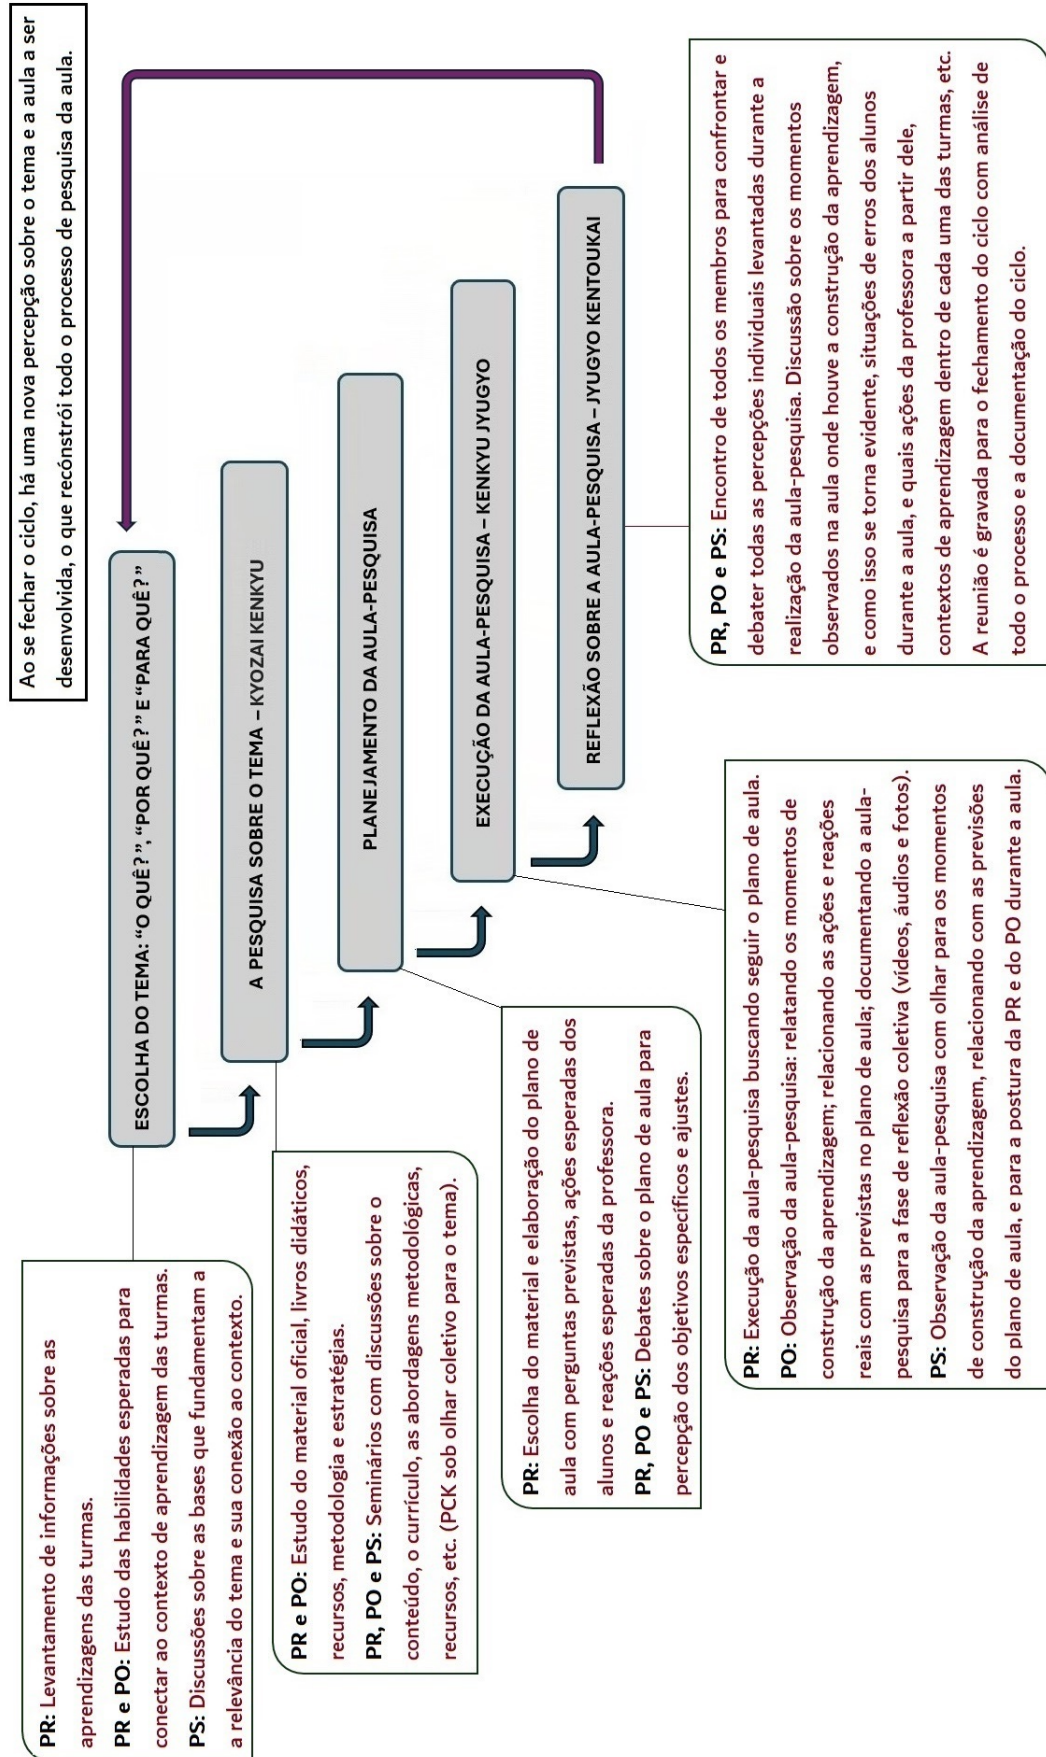 Ao se fechar o ciclo, há uma nova percepção sobre o tema e a aula a ser
desenvolvida, o que recónstrói todo o processo de pesquisa da aula.
ESCOLHA DO TEMA: “O QUÊ?”, “POR QUÊ?” E “PARA QUÊ?”
PR: Levantamento de informações sobre as
aprendizagens das turmas.
PR e PO: Estudo das habilidades esperadas para
conectar ao contexto de aprendizagem das turmas.
PS: Discussões sobre as bases que fundamentam a
a relevância do tema e sua conexão ao contexto.
A PESQUISA SOBRE O TEMA – KYOZAI KENKYU
PR e PO: Estudo do material oficial, livros didáticos,
recursos, metodologia e estratégias.
PR, PO e PS: Seminários com discussões sobre o
conteúdo, o currículo, as abordagens metodológicas,
recursos, etc. (PCK sob olhar coletivo para o tema).
PLANEJAMENTO DA AULA-PESQUISA
PR: Escolha do material e elaboração do plano de
aula com perguntas previstas, ações esperadas dos
alunos e reações esperadas da professora.
PR, PO e PS: Debates sobre o plano de aula para
percepção dos objetivos específicos e ajustes.
EXECUÇÃO DA AULA-PESQUISA – KENKYU JYUGYO
PR: Execução da aula-pesquisa buscando seguir o plano de aula.
PO: Observação da aula-pesquisa: relatando os momentos de
construção da aprendizagem; relacionando as ações e reações
reais com as previstas no plano de aula; documentando a aula-
pesquisa para a fase de reflexão coletiva (vídeos, áudios e fotos).
PS: Observação da aula-pesquisa com olhar para os momentos
de construção da aprendizagem, relacionando com as previsões
do plano de aula, e para a postura da PR e do PO durante a aula.
REFLEXÃO SOBRE A AULA-PESQUISA – JYUGYO KENTOUKAI
PR, PO e PS: Encontro de todos os membros para confrontar e
debater todas as percepções individuais levantadas durante a
realização da aula-pesquisa. Discussão sobre os momentos
observados na aula onde houve a construção da aprendizagem,
e como isso se torna evidente, situações de erros dos alunos
durante a aula, e quais ações da professora a partir dele,
contextos de aprendizagem dentro de cada uma das turmas, etc.
A reunião é gravada para o fechamento do ciclo com análise de
todo o processo e a documentação do ciclo.